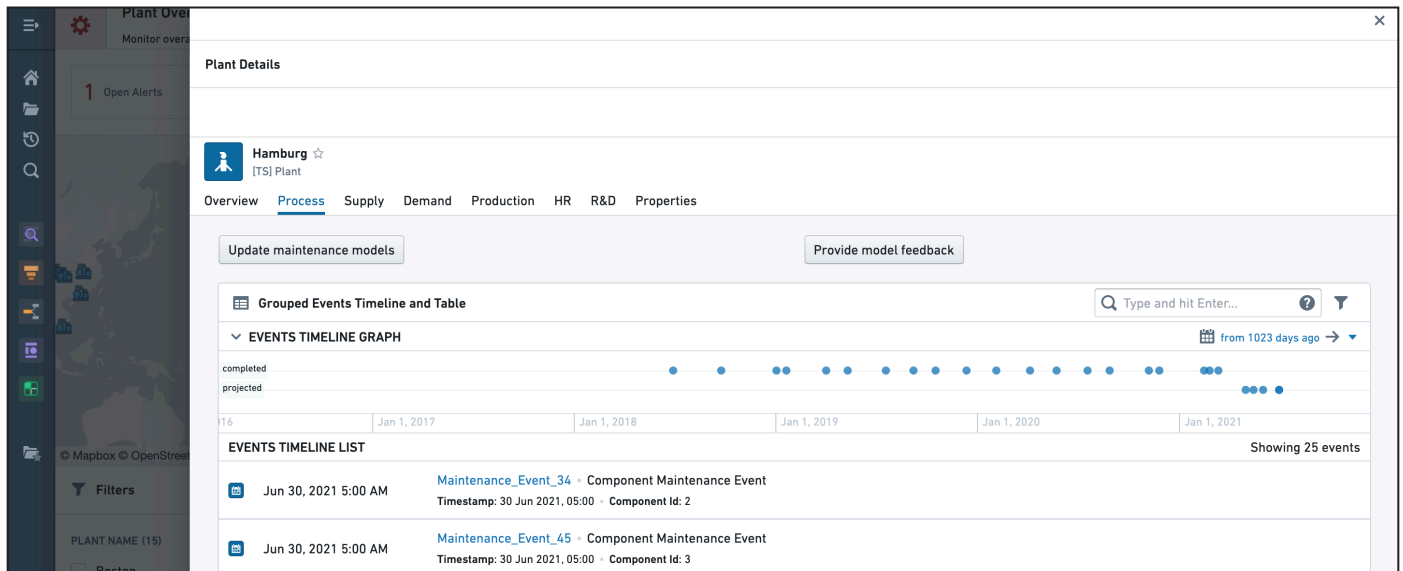 Plant Over
Monitor overa
1 Open Alerts
© Mapbox © OpenStreet
Filters
PLANT NAME (15)
Boston
Plant Details
Hamburg
[TS] Plant
Overview Process Supply Demand Production HR R&D Properties
Update maintenance models Provide model feedback
Grouped Events Timeline and Table Type and hit Enter... ?
EVENTS TIMELINE GRAPH from 1023 days ago →
completed
projected
016 Jan 1, 2017 Jan 1, 2018 Jan 1, 2019 Jan 1, 2020 Jan 1, 2021
EVENTS TIMELINE LIST Showing 25 events
Jun 30, 2021 5:00 AM Maintenance_Event_34 • Component Maintenance Event
Timestamp: 30 Jun 2021, 05:00 • Component Id: 2
Jun 30, 2021 5:00 AM Maintenance_Event_45 • Component Maintenance Event
Timestamp: 30 Jun 2021, 05:00 • Component Id: 3